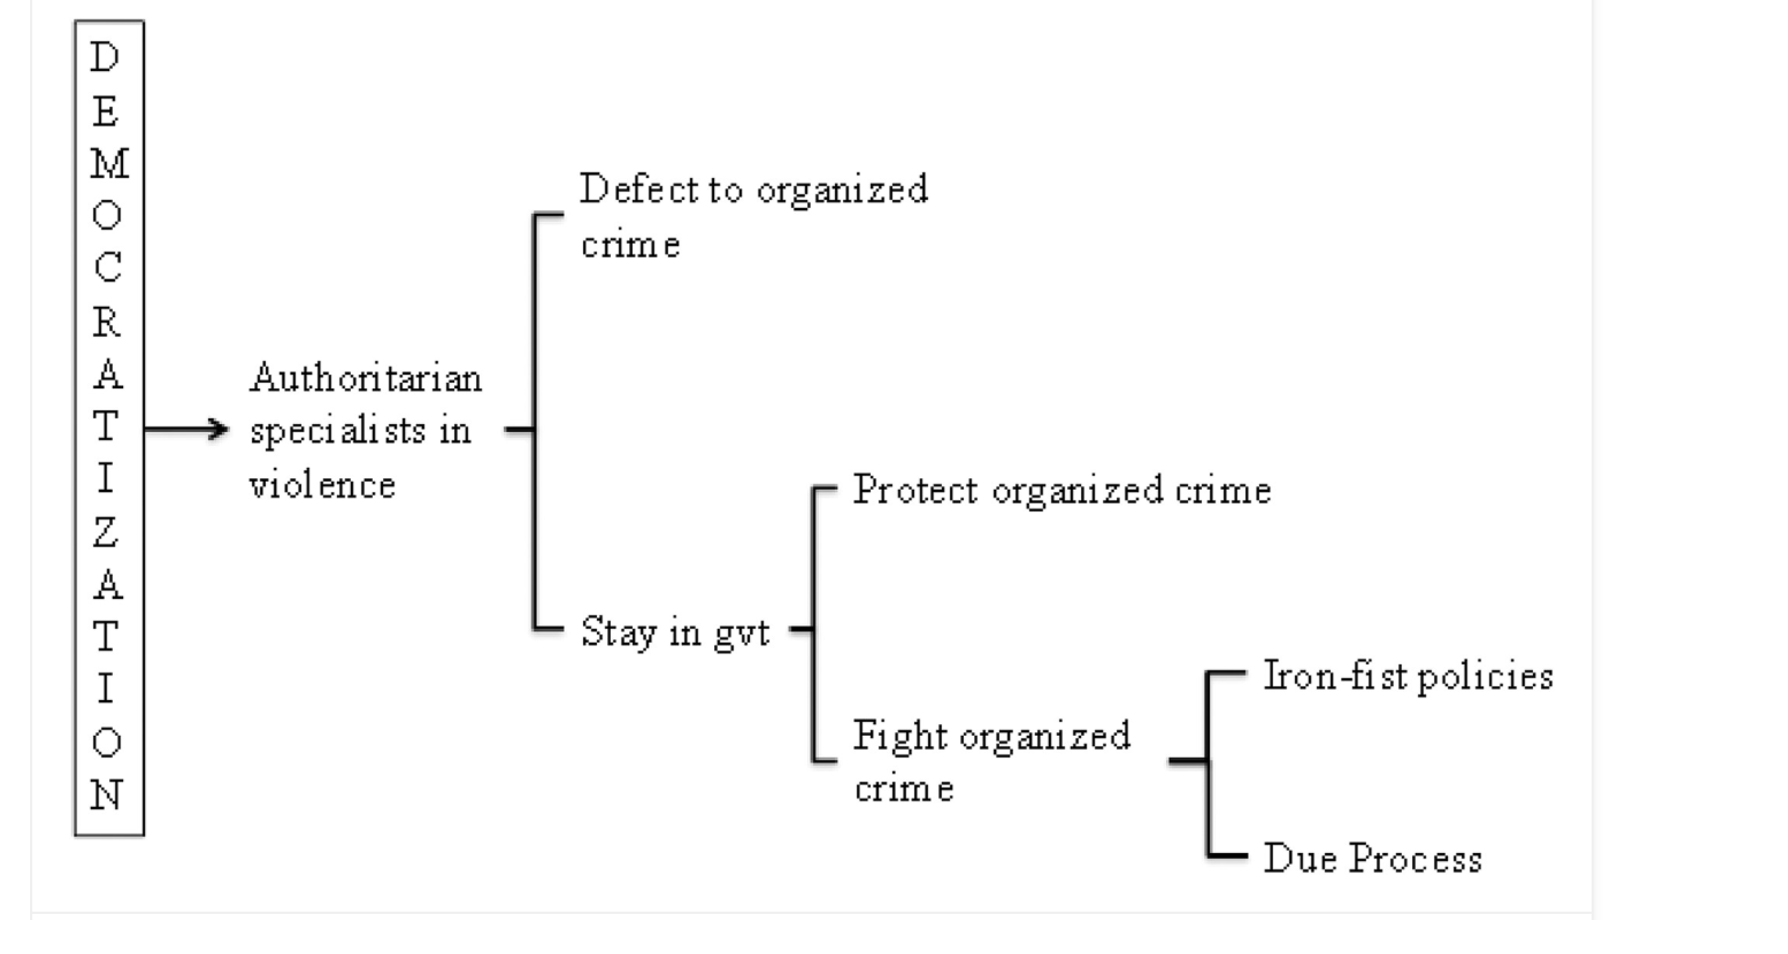 DEMOCRATIZATION
Defect to organized
crime
Authoritarian
specialists in
violence
Protect organized crime
Stay in gvt
Iron-fist policies
Fight organized
crime
Due Process